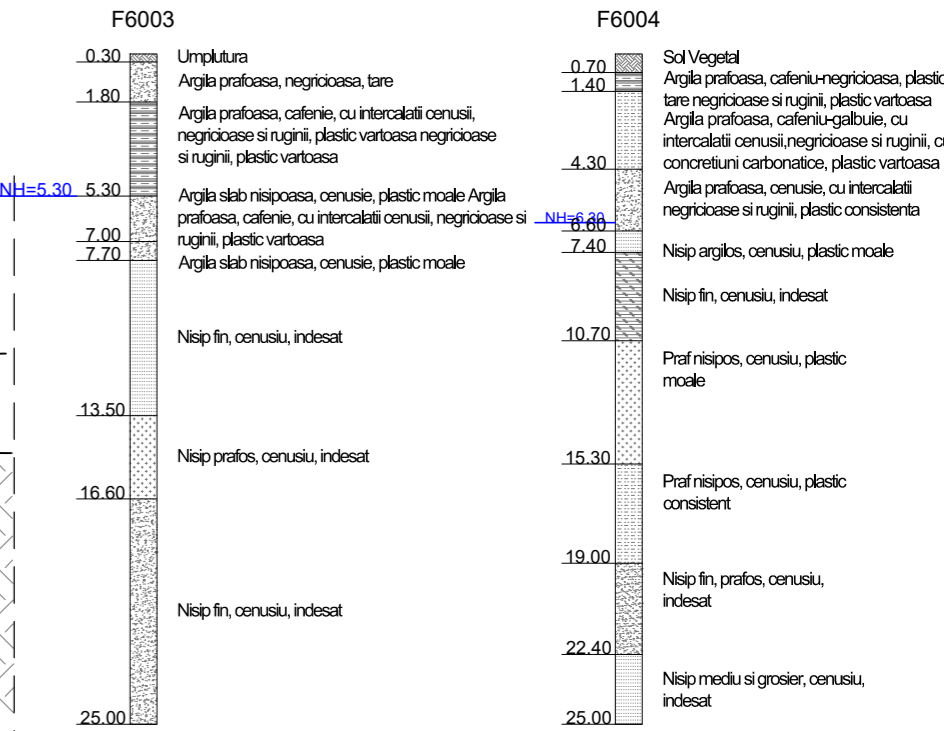 F6003
0.30
Umplutura
Argila prafoasa, negricioasa, tare
1.80
Argila prafoasa, cafenie, cu intercalatii cenusii,
negricioase si ruginii, plastic vartoasa negricioase
si ruginii, plastic vartoasa
NH=5.30
5.30
Argila slab nisipoasa, cenusie, plastic moale Argila
prafoasa, cafenie, cu intercalatii cenusii, negricioase si
ruginii, plastic vartoasa
7.00
7.70
Argila slab nisipoasa, cenusie, plastic moale
Nisip fin, cenusiu, indesat
13.50
Nisip prafos, cenusiu, indesat
16.60
Nisip fin, cenusiu, indesat
25.00
F6004
Sol Vegetal
0.70
Argila prafoasa, cafeniu-negricioasa, plastic
1.40
tare negricioase si ruginii, plastic vartoasa
Argila prafoasa, cafeniu-galbuie, cu
intercalatii cenusii,negricioase si ruginii, cu
concretiuni carbonatice, plastic vartoasa
4.30
Argila prafoasa, cenusie, cu intercalatii
negricioase si ruginii, plastic consistenta
NH=6.30
6.60
7.40
Nisip argilos, cenusiu, plastic moale
Nisip fin, cenusiu, indesat
10.70
Praf nisipos, cenusiu, plastic
moale
15.30
Praf nisipos, cenusiu, plastic
consistent
19.00
Nisip fin, prafos, cenusiu,
indesat
22.40
Nisip mediu si grosier, cenusiu,
indesat
25.00